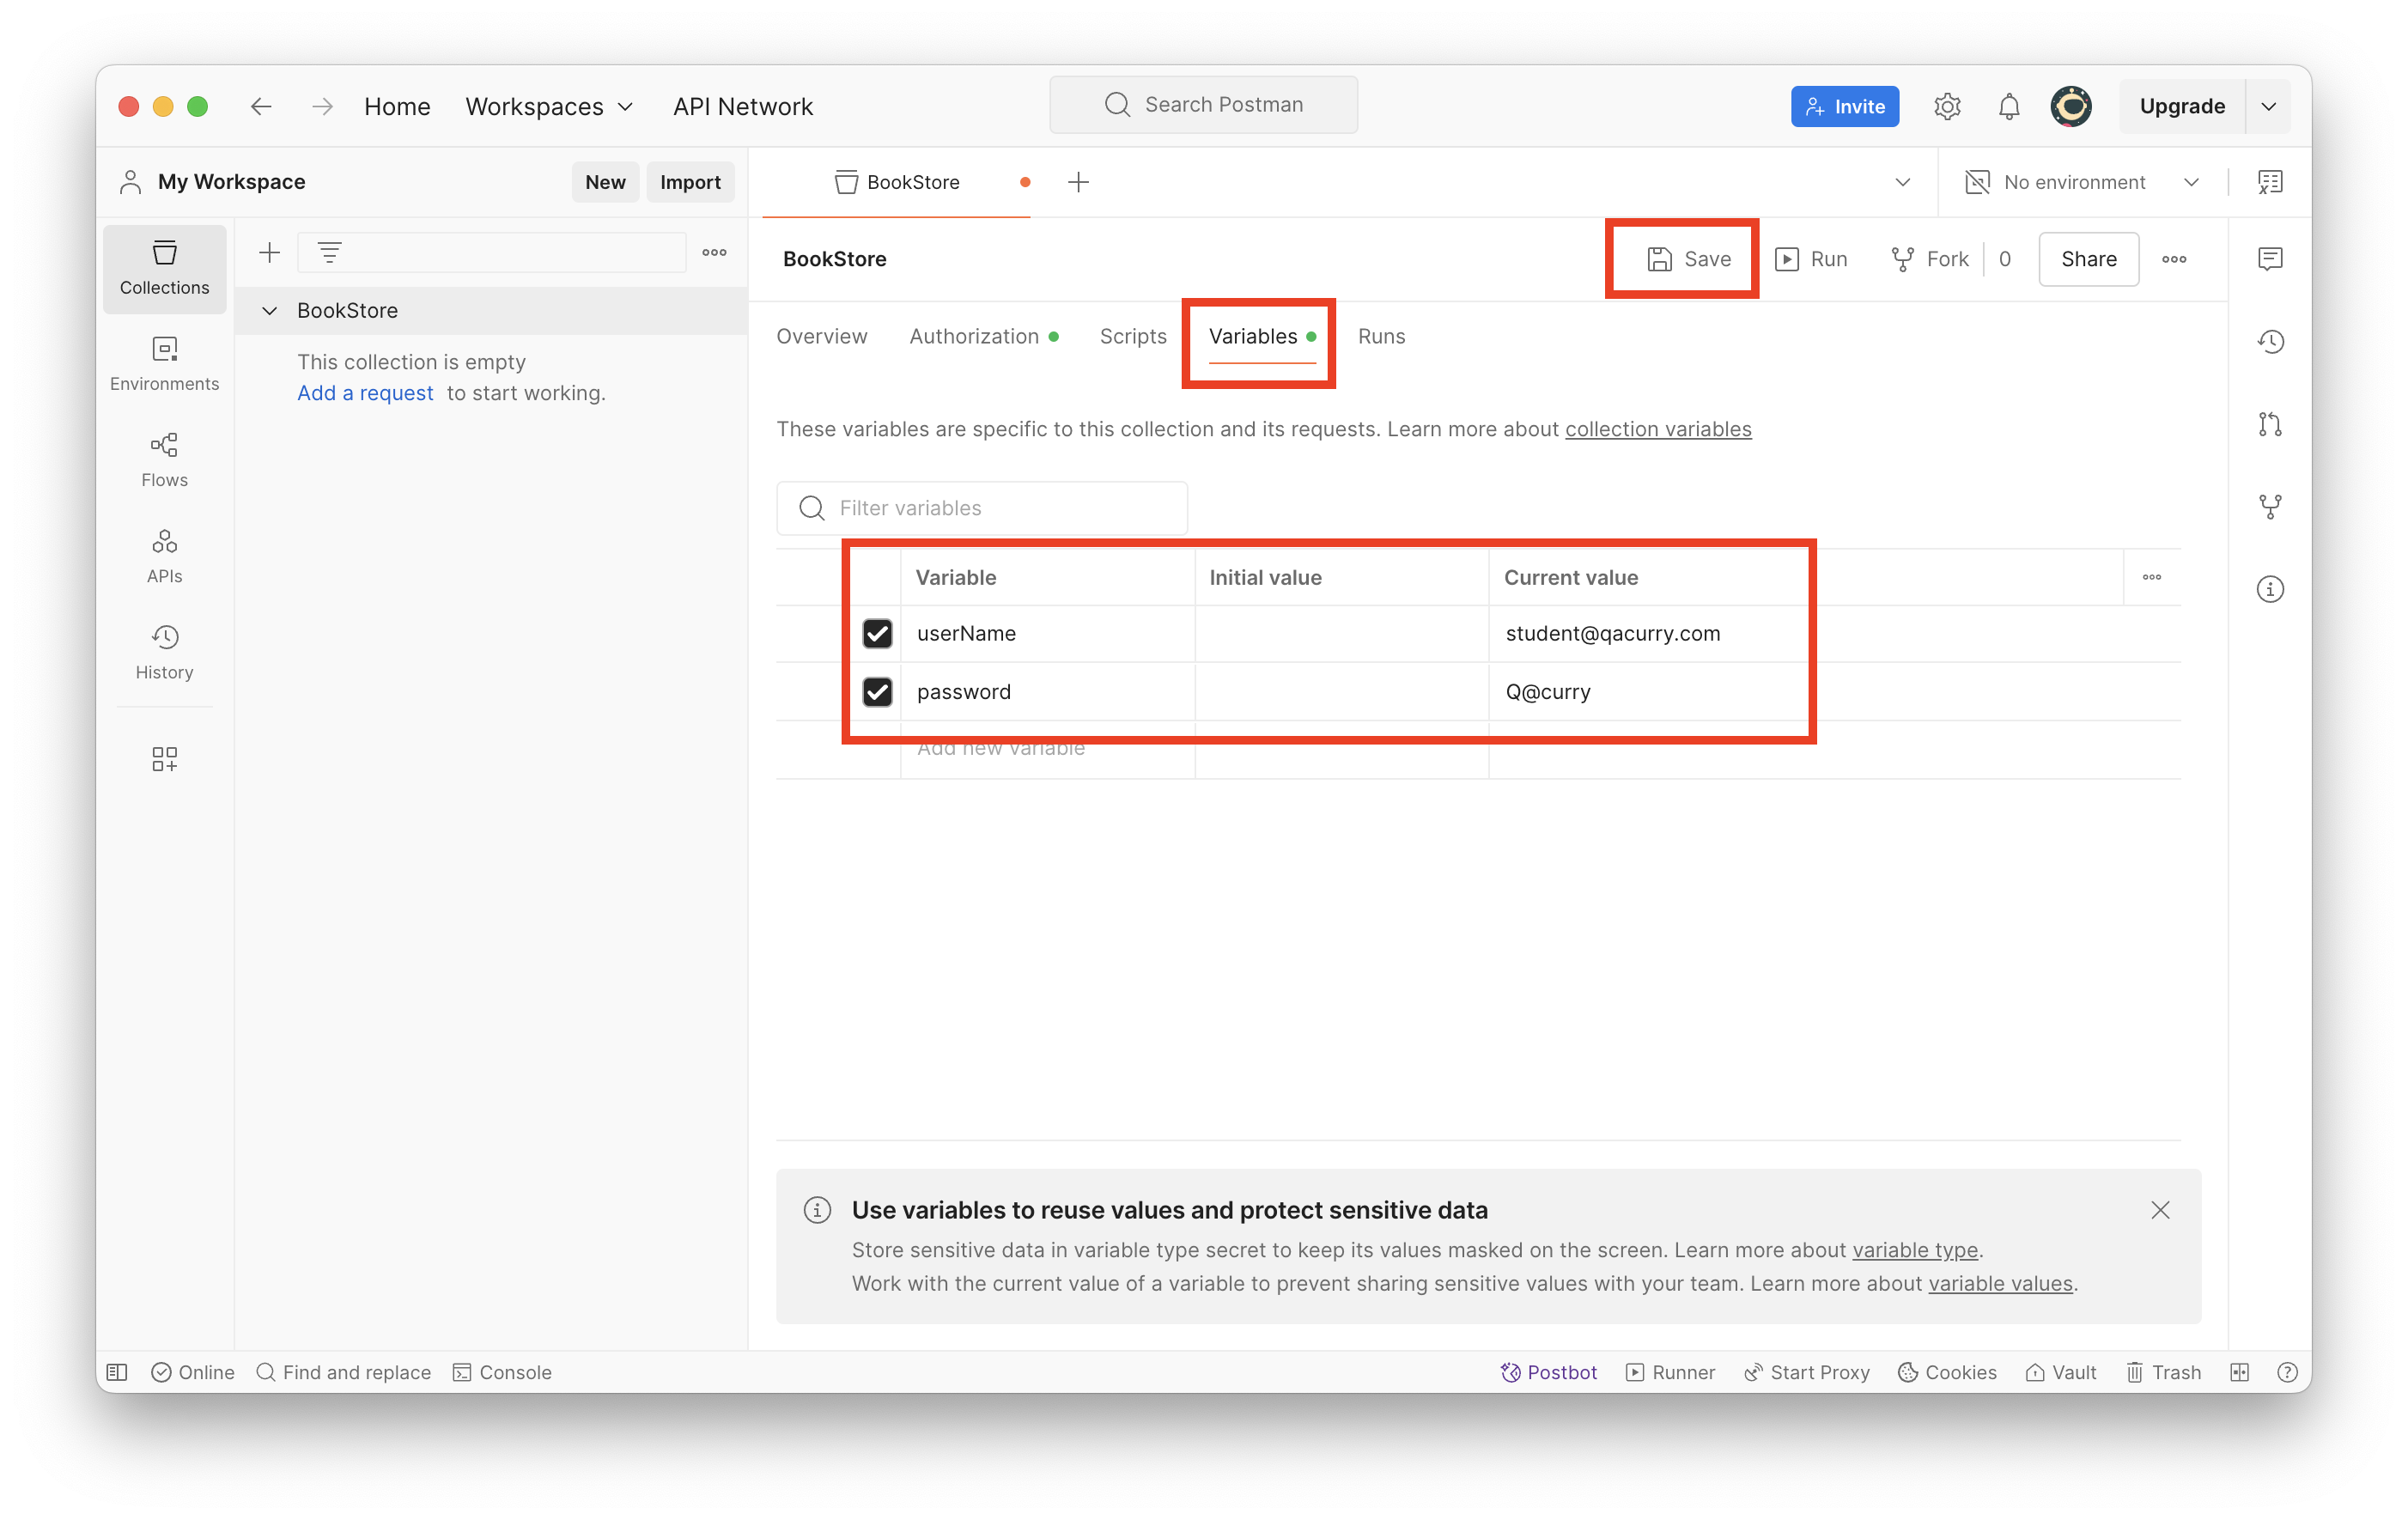 Home Workspaces API Network Search Postman Invite Upgrade
My Workspace New Import BookStore No environment
Collections
Environments
Flows
APIs
History
BookStore
This collection is empty
Add a request to start working.
BookStore Save Run Fork 0 Share
Overview Authorization Scripts Variables Runs
These variables are specific to this collection and its requests. Learn more about collection variables
Filter variables
Variable Initial value Current value
userName student@qacurry.com
password Q@curry
Add new variable
Use variables to reuse values and protect sensitive data
Store sensitive data in variable type secret to keep its values masked on the screen. Learn more about variable type.
Work with the current value of a variable to prevent sharing sensitive values with your team. Learn more about variable values.
Online Find and replace Console Postbot Runner Start Proxy Cookies Vault Trash